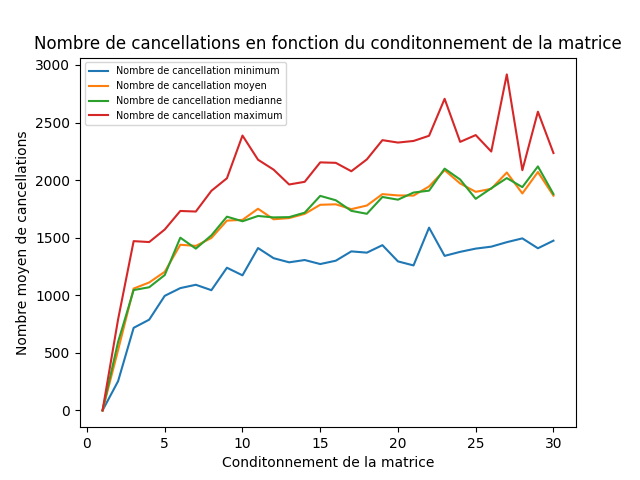 Nombre de cancellations en fonction du conditonnement de la matrice
Nombre de cancellation minimum
Nombre de cancellation moyen
Nombre de cancellation medianne
Nombre de cancellation maximum
Nombre moyen de cancellations
3000
2500
2000
1500
1000
500
0
0 5 10 15 20 25 30
Conditonnement de la matrice